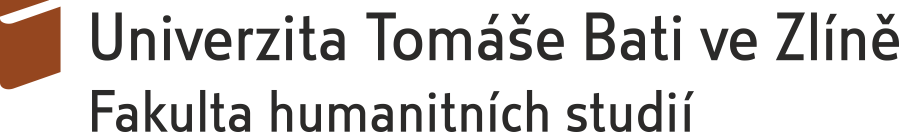 Univerzita Tomáše Bati ve Zlíně
Fakulta humanitních studií